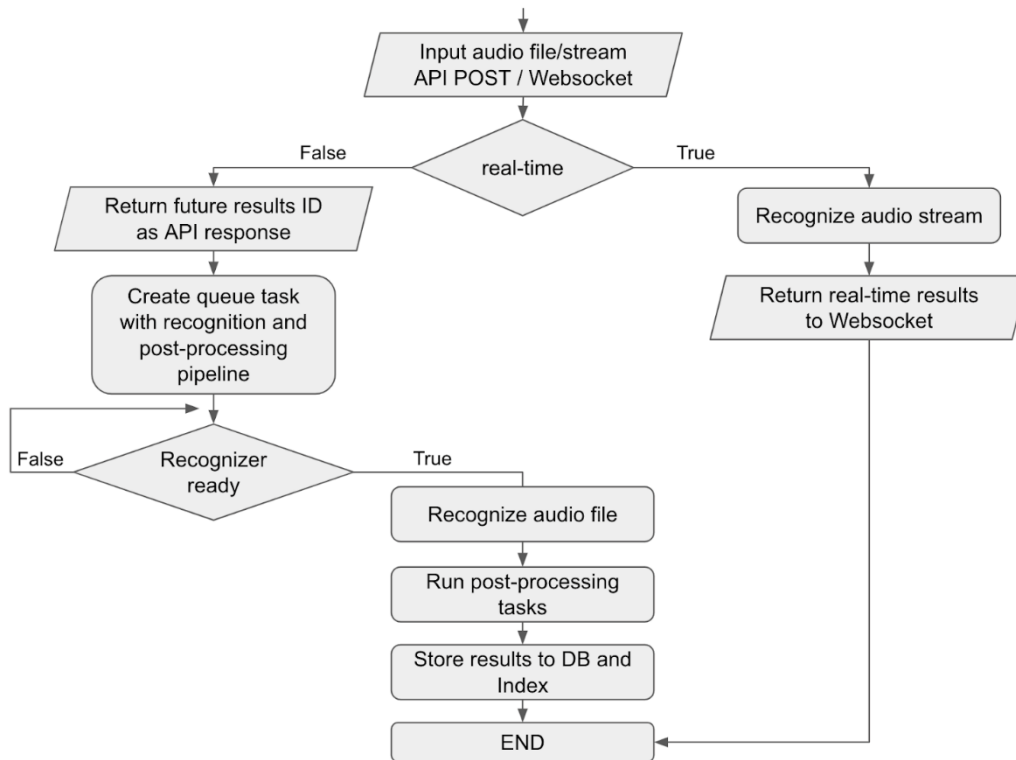 Input audio file/stream
API POST / Websocket
False
True
real-time
Return future results ID
as API response
Recognize audio stream
Create queue task
with recognition and
post-processing
pipeline
Return real-time results
to Websocket
False
Recognizer
ready
True
Recognize audio file
Run post-processing
tasks
Store results to DB and
Index
END